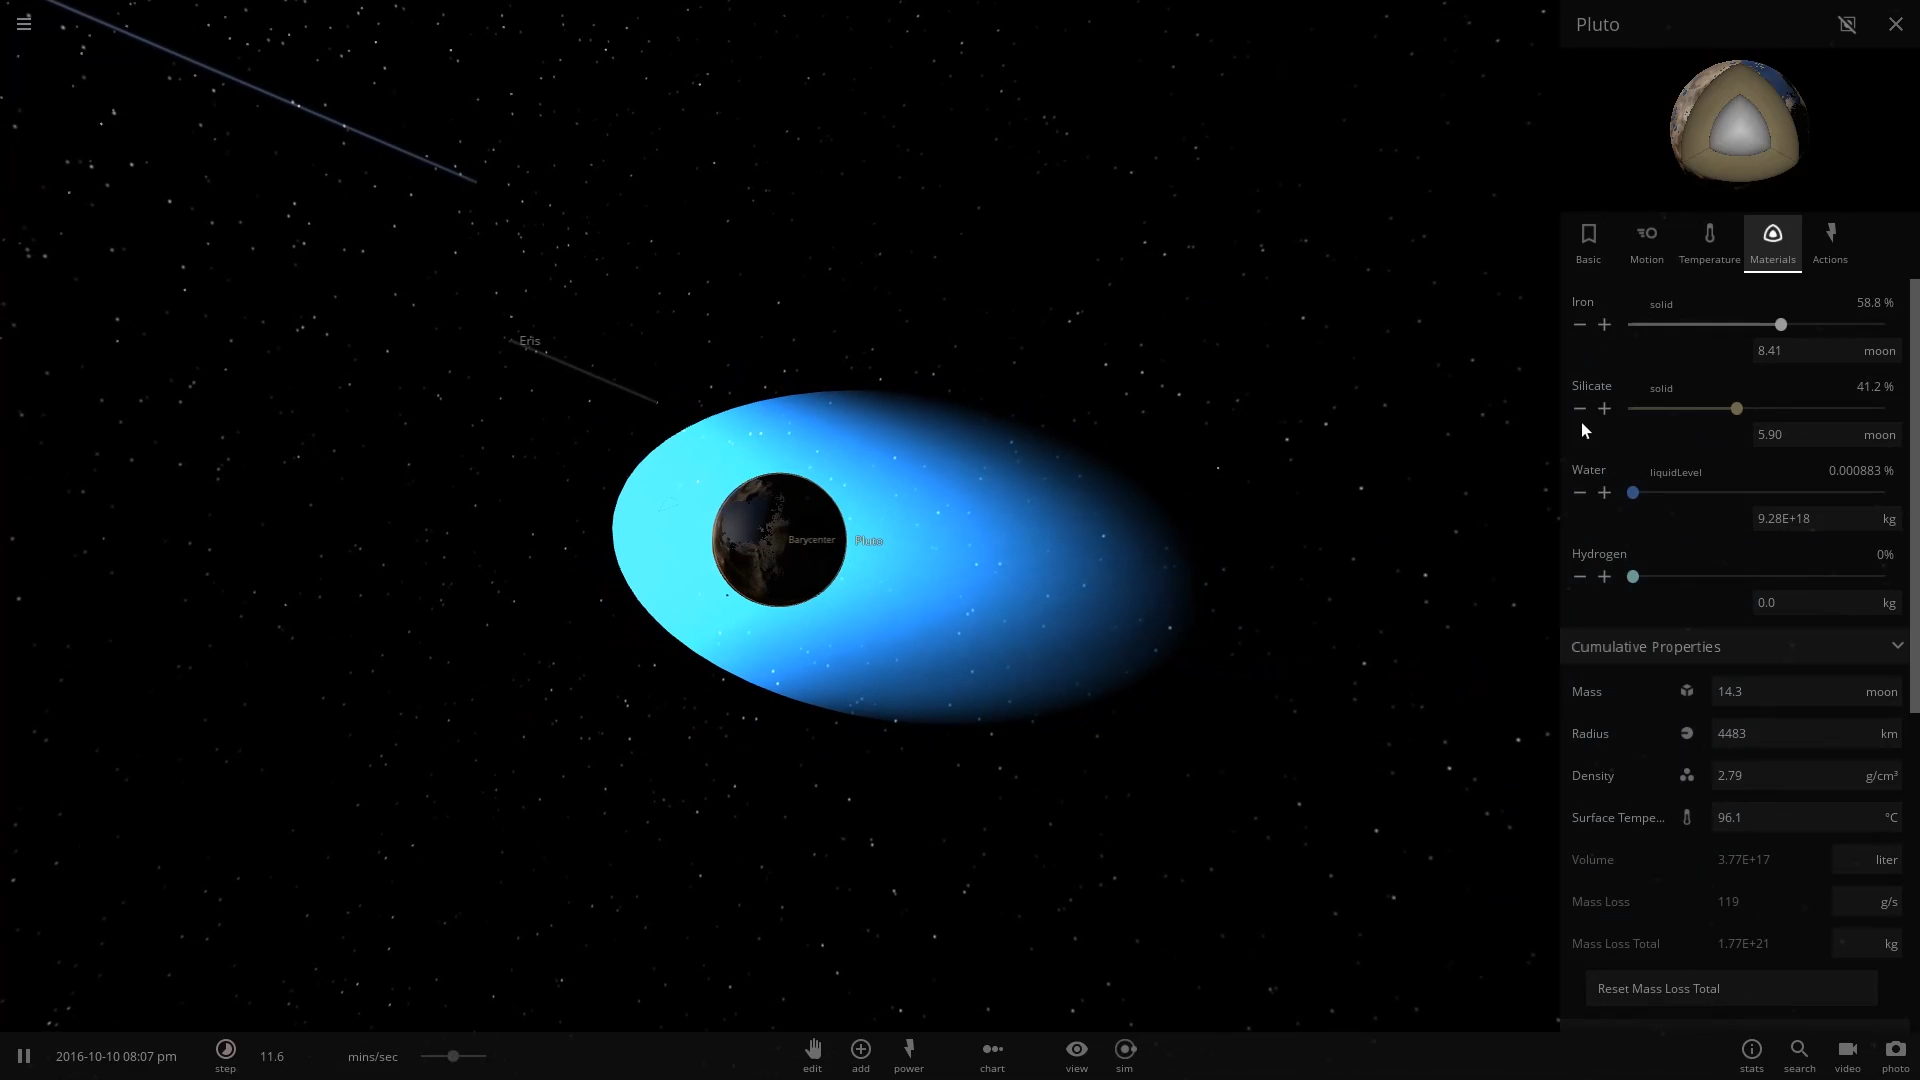 Pluto
Basic
Motion
Temperature
Materials
Actions
Iron solid 58.8 %
8.41 moon
Silicate solid 41.2 %
5.90 moon
Water liquidLevel 0.000883 %
9.28E+18 kg
Hydrogen 0%
0.0 kg
Cumulative Properties
Mass 14.3 moon
Radius 4483 km
Density 2.79 g/cm³
Surface Tempe... 96.1 °C
Volume 3.77E+17 liter
Mass Loss 119 g/s
Mass Loss Total 1.77E+21 kg
Reset Mass Loss Total
Eris
Barycenter
Pluto
2016-10-10 08:07 pm
step
11.6 mins/sec
edit
add
power
chart
view
sim
stats
search
video
photo